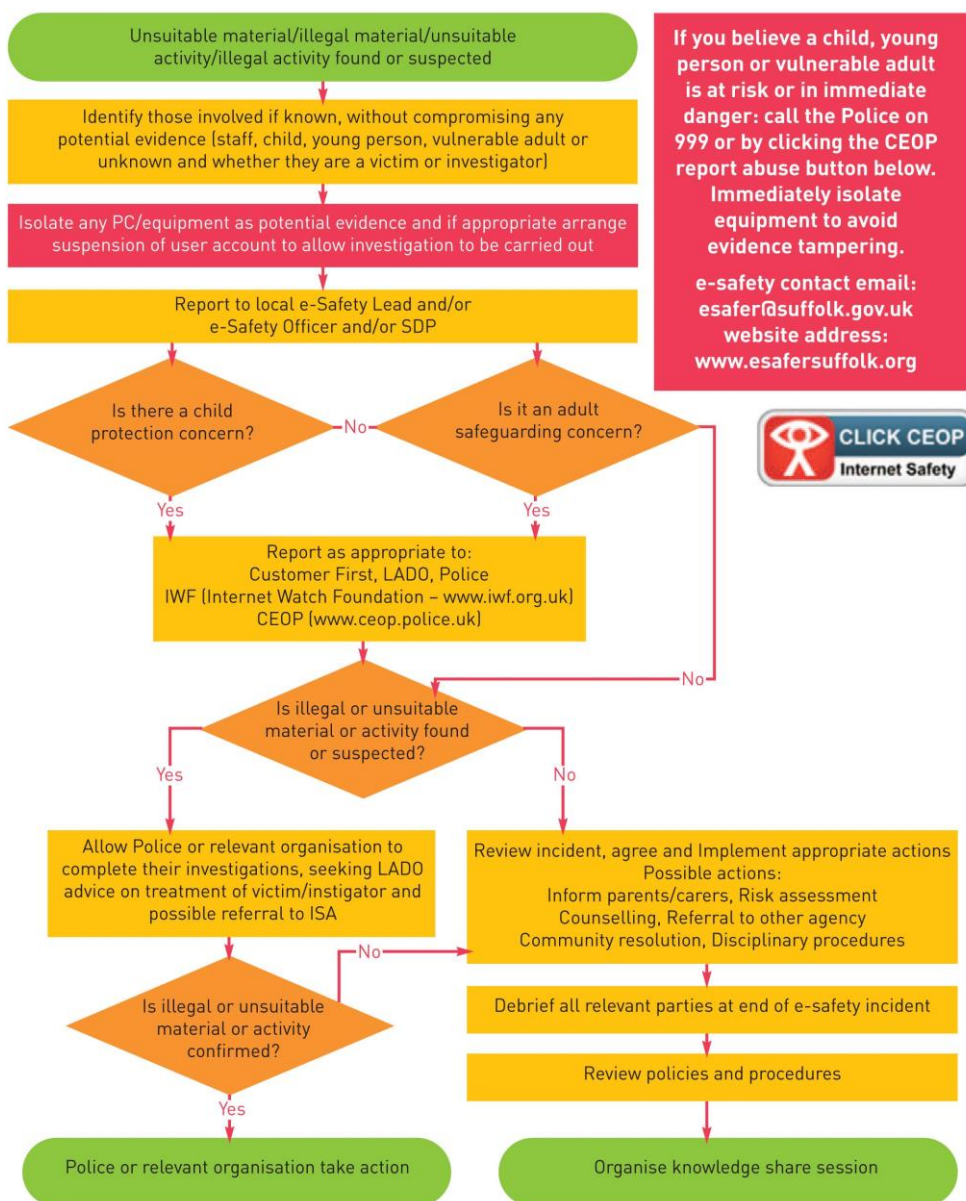 Unsuitable material/illegal material/unsuitable
activity/illegal activity found or suspected
Identify those involved if known, without compromising any
potential evidence (staff, child, young person, vulnerable adult or
unknown and whether they are a victim or investigator)
Isolate any PC/equipment as potential evidence and if appropriate arrange
suspension of user account to allow investigation to be carried out
Report to local e-Safety Lead and/or
e-Safety Officer and/or SDP
If you believe a child, young
person or vulnerable adult
is at risk or in immediate
danger: call the Police on
999 or by clicking the CEOP
report abuse button below.
Immediately isolate
equipment to avoid
evidence tampering.
e-safety contact email:
esafer@suffolk.gov.uk
website address:
www.esafersuffolk.org
CLICK CEOP
Internet Safety
Is there a child
protection concern?
No
Is it an adult
safeguarding concern?
Yes
Yes
Report as appropriate to:
Customer First, LADO, Police
IWF (Internet Watch Foundation – www.iwf.org.uk)
CEOP (www.ceop.police.uk)
No
Is illegal or unsuitable
material or activity found
or suspected?
Yes
No
Allow Police or relevant organisation to
complete their investigations, seeking LADO
advice on treatment of victim/instigator and
possible referral to ISA
Review incident, agree and Implement appropriate actions
Possible actions:
Inform parents/carers, Risk assessment
Counselling, Referral to other agency
Community resolution, Disciplinary procedures
No
Is illegal or unsuitable
material or activity
confirmed?
Debrief all relevant parties at end of e-safety incident
Review policies and procedures
Yes
Police or relevant organisation take action
Organise knowledge share session